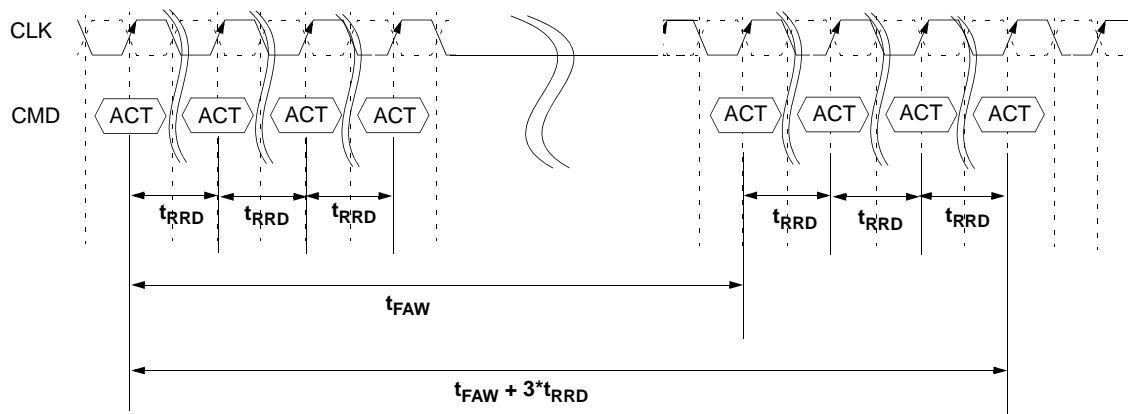 CLK
CMD
ACT ACT ACT ACT ACT ACT ACT ACT
tRRD tRRD tRRD tRRD tRRD tRRD
tFAW
tFAW + 3*tRRD